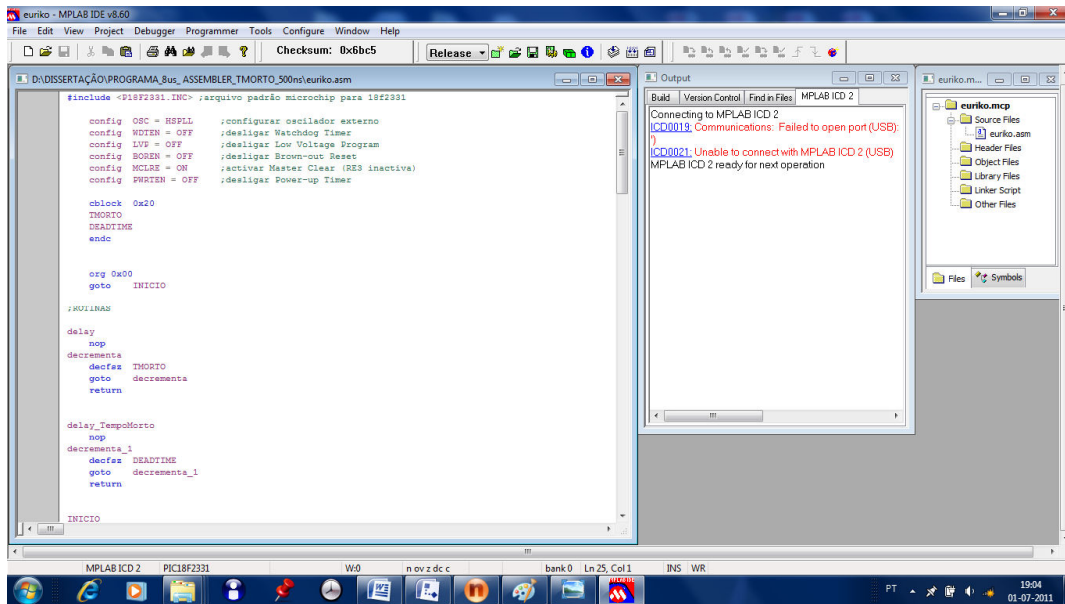 euriko - MPLAB IDE v8.60
File Edit View Project Debugger Programmer Tools Configure Window Help
Checksum: 0x6bc5
Release
D:\DISSERTAÇÃO\PROGRAMA_8us_ ASSEMBLER_TMORTO_500ns\euriko.asm
#include <P18F2331.INC> ;arquivo padrão microchip para 18f2331
config OSC = HSPLL ;configurar oscilador externo
config WDTEN = OFF ;desligar Watchdog Timer
config LVP = OFF ;desligar Low Voltage Program
config BOREN = OFF ;desligar Brown-out Reset
config MCLRE = ON ;activar Master Clear (RE3 inactiva)
config PWRTEN = OFF ;desligar Power-up Timer
cblock 0x20
TMORTO
DEADTIME
endc
org 0x00
goto INICIO
;ROTINAS
delay
nop
decrementa
decfsz TMORTO
goto decrementa
return
delay_TempoMorto
nop
decrementa_1
decfsz DEADTIME
goto decrementa_1
return
INICIO
Output
Build Version Control Find in Files MPLAB ICD 2
Connecting to MPLAB ICD 2
ICD0019: Communications: Failed to open port (USB):
')
ICD0021: Unable to connect with MPLAB ICD 2 (USB)
MPLAB ICD 2 ready for next operation
euriko.m...
euriko.mcp
Source Files
euriko.asm
Header Files
Object Files
Library Files
Linker Script
Other Files
Files Symbols
MPLAB ICD 2 PIC18F2331 W:0 n ov z dc c bank 0 Ln 25, Col 1 INS WR
PT
19:04
01-07-2011